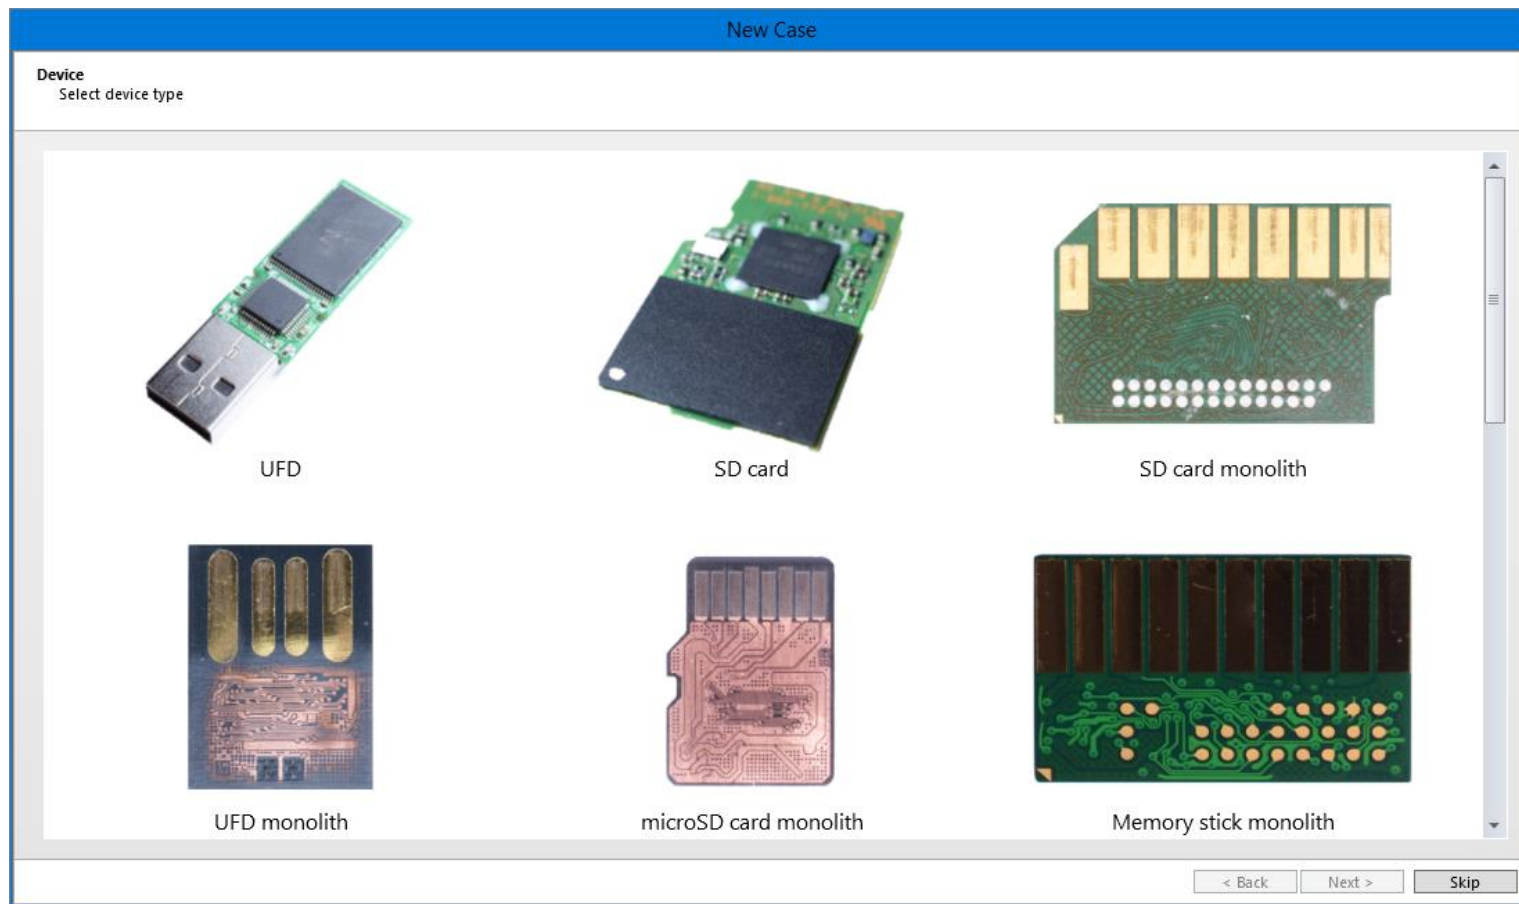 New Case
Device
Select device type
UFD
SD card
SD card monolith
UFD monolith
microSD card monolith
Memory stick monolith
< Back
Next >
Skip